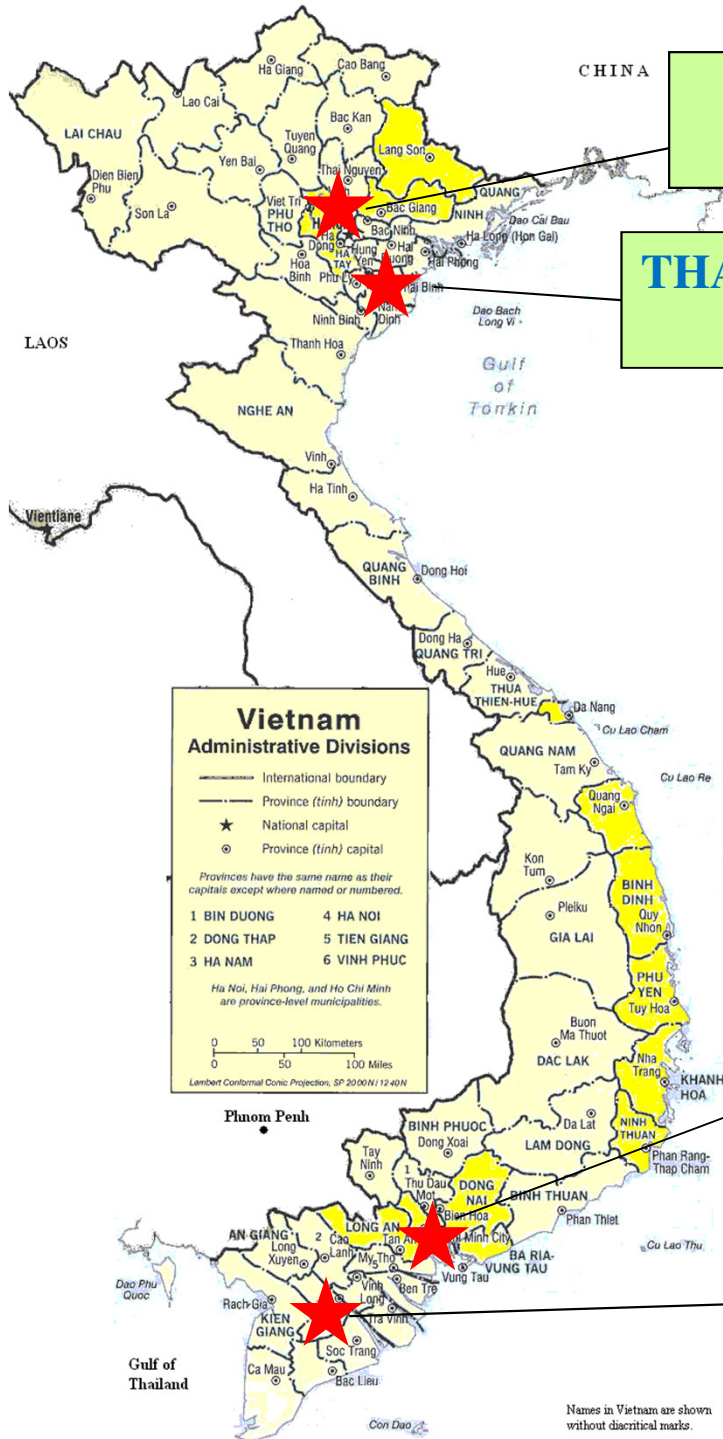 Ha Giang
Cao Bang
CHINA
Lao Cai
LAI CHAU
Bac Kan
Tuyen
Quang
Lang Son
Yen Bai
Thai Nguyen
Dien Bien
Phu
Son La
Viet Tri
PHU
THO
Bac Giang
QUANG
NINH
Dao Cai Bau
Bac Ninh
Ha Long (Hon Gai)
Ha
Dong
HA
TAY
Hung
Yen
Hai
Duong
Hai Phong
Hoa
Binh
Phu Ly
THA
Ninh Binh
Nam
Dinh
Dao Bach
Long Vi
LAOS
Thanh Hoa
Gulf
of
Tonkin
NGHE AN
Vinh
Ha Tinh
Vientiane
QUANG
BINH
Dong Hoi
Dong Ha
QUANG TRI
Hue
THUA
THIEN-HUE
Da Nang
Cu Lao Cham
QUANG NAM
Tam Ky
Cu Lao Re
Quang
Ngai
Vietnam
Administrative Divisions
International boundary
Province (tinh) boundary
National capital
Province (tinh) capital
Provinces have the same name as their
capitals except where named or numbered.
1 BIN DUONG 4 HA NOI
2 DONG THAP 5 TIEN GIANG
3 HA NAM 6 VINH PHUC
Ha Noi, Hai Phong, and Ho Chi Minh
are province-level municipalities.
0 50 100 Kilometers
0 50 100 Miles
Lambert Conformal Conic Projection, SP 2000N/1240N
Kon
Tum
BINH
DINH
Pleiku
Quy
Nhon
GIA LAI
PHU
YEN
Tuy Hoa
Buon
Ma Thuot
DAC LAK
Nha
Trang
KHANH
HOA
Phnom Penh
BINH PHUOC
Dong Xoai
Da Lat
LAM DONG
NINH
THUAN
Phan Rang-
Thap Cham
Tay
Ninh
1
Thu Dau
Mot
DONG
NAI
BINH THUAN
Bien Hoa
Phan Thiet
AN GIANG
2
LONG AN
Cao
Lanh
Tan An
Minh City
BA RIA-
VUNG TAU
Cu Lao Thu
Long
Xuyen
My Tho
5
Vung Tau
Dao Phu
Quoc
Rach Gia
Vinh
Long
Ben Tre
Tra Vinh
KIEN
GIANG
Soc Trang
Gulf of
Thailand
Ca Mau
Bac Lieu
Con Dao
Names in Vietnam are shown
without diacritical marks.